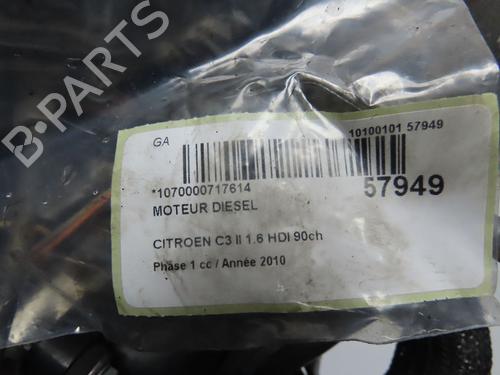 B-PARTS
GA
10100101 57949
*1070000717614
57949
MOTEUR DIESEL
CITROEN C3 II 1.6 HDI 90ch
Phase 1 cc / Année 2010